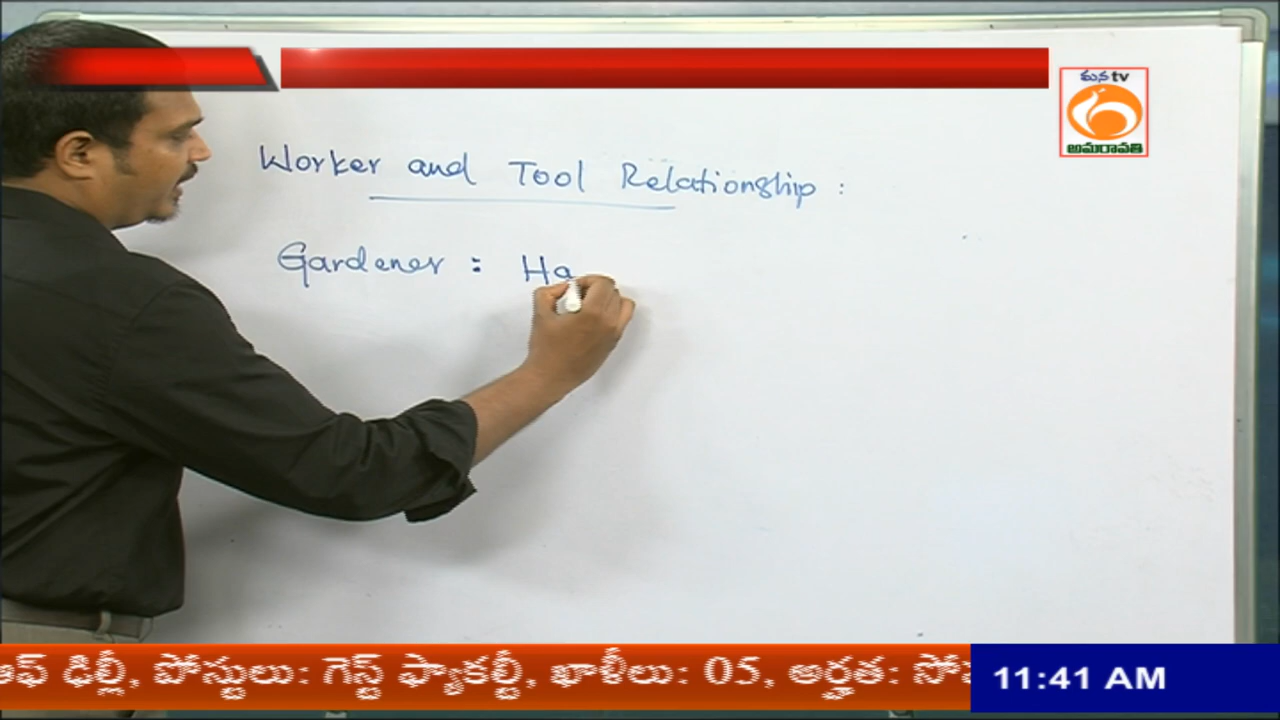 మన tv
అమరావతి
Worker and Tool Relationship :
Gardener : Ha
ఆఫ్ ఢిల్లీ, పోస్టులు: గెస్ట్ ఫ్యాకల్టీ, ఖాళీలు: 05, అర్హత:
11:41 AM